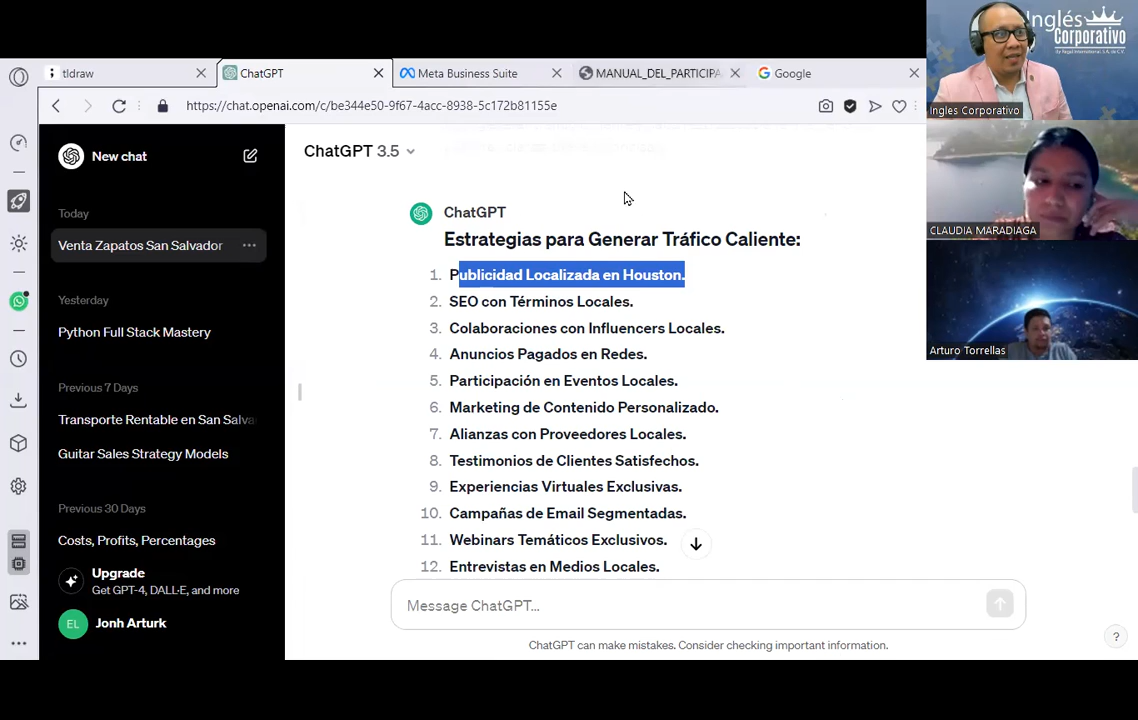 tldraw
ChatGPT
Meta Business Suite
MANUAL_DEL_PARTICIPA
Google
https://chat.openai.com/c/be344e50-9f67-4acc-8938-5c172b81155e
Inglés
Corporativo
Ingles Corporativo
CLAUDIA MARADIAGA
Arturo Torrellas
New chat
Today
Venta Zapatos San Salvador
Yesterday
Python Full Stack Mastery
Previous 7 Days
Transporte Rentable en San Salva
Guitar Sales Strategy Models
Previous 30 Days
Costs, Profits, Percentages
Upgrade
Get GPT-4, DALL·E, and more
EL
Jonh Arturk
ChatGPT 3.5
ChatGPT
Estrategias para Generar Tráfico Caliente:
1. Publicidad Localizada en Houston.
2. SEO con Términos Locales.
3. Colaboraciones con Influencers Locales.
4. Anuncios Pagados en Redes.
5. Participación en Eventos Locales.
6. Marketing de Contenido Personalizado.
7. Alianzas con Proveedores Locales.
8. Testimonios de Clientes Satisfechos.
9. Experiencias Virtuales Exclusivas.
10. Campañas de Email Segmentadas.
11. Webinars Temáticos Exclusivos.
12. Entrevistas en Medios Locales.
Message ChatGPT...
ChatGPT can make mistakes. Consider checking important information.
?